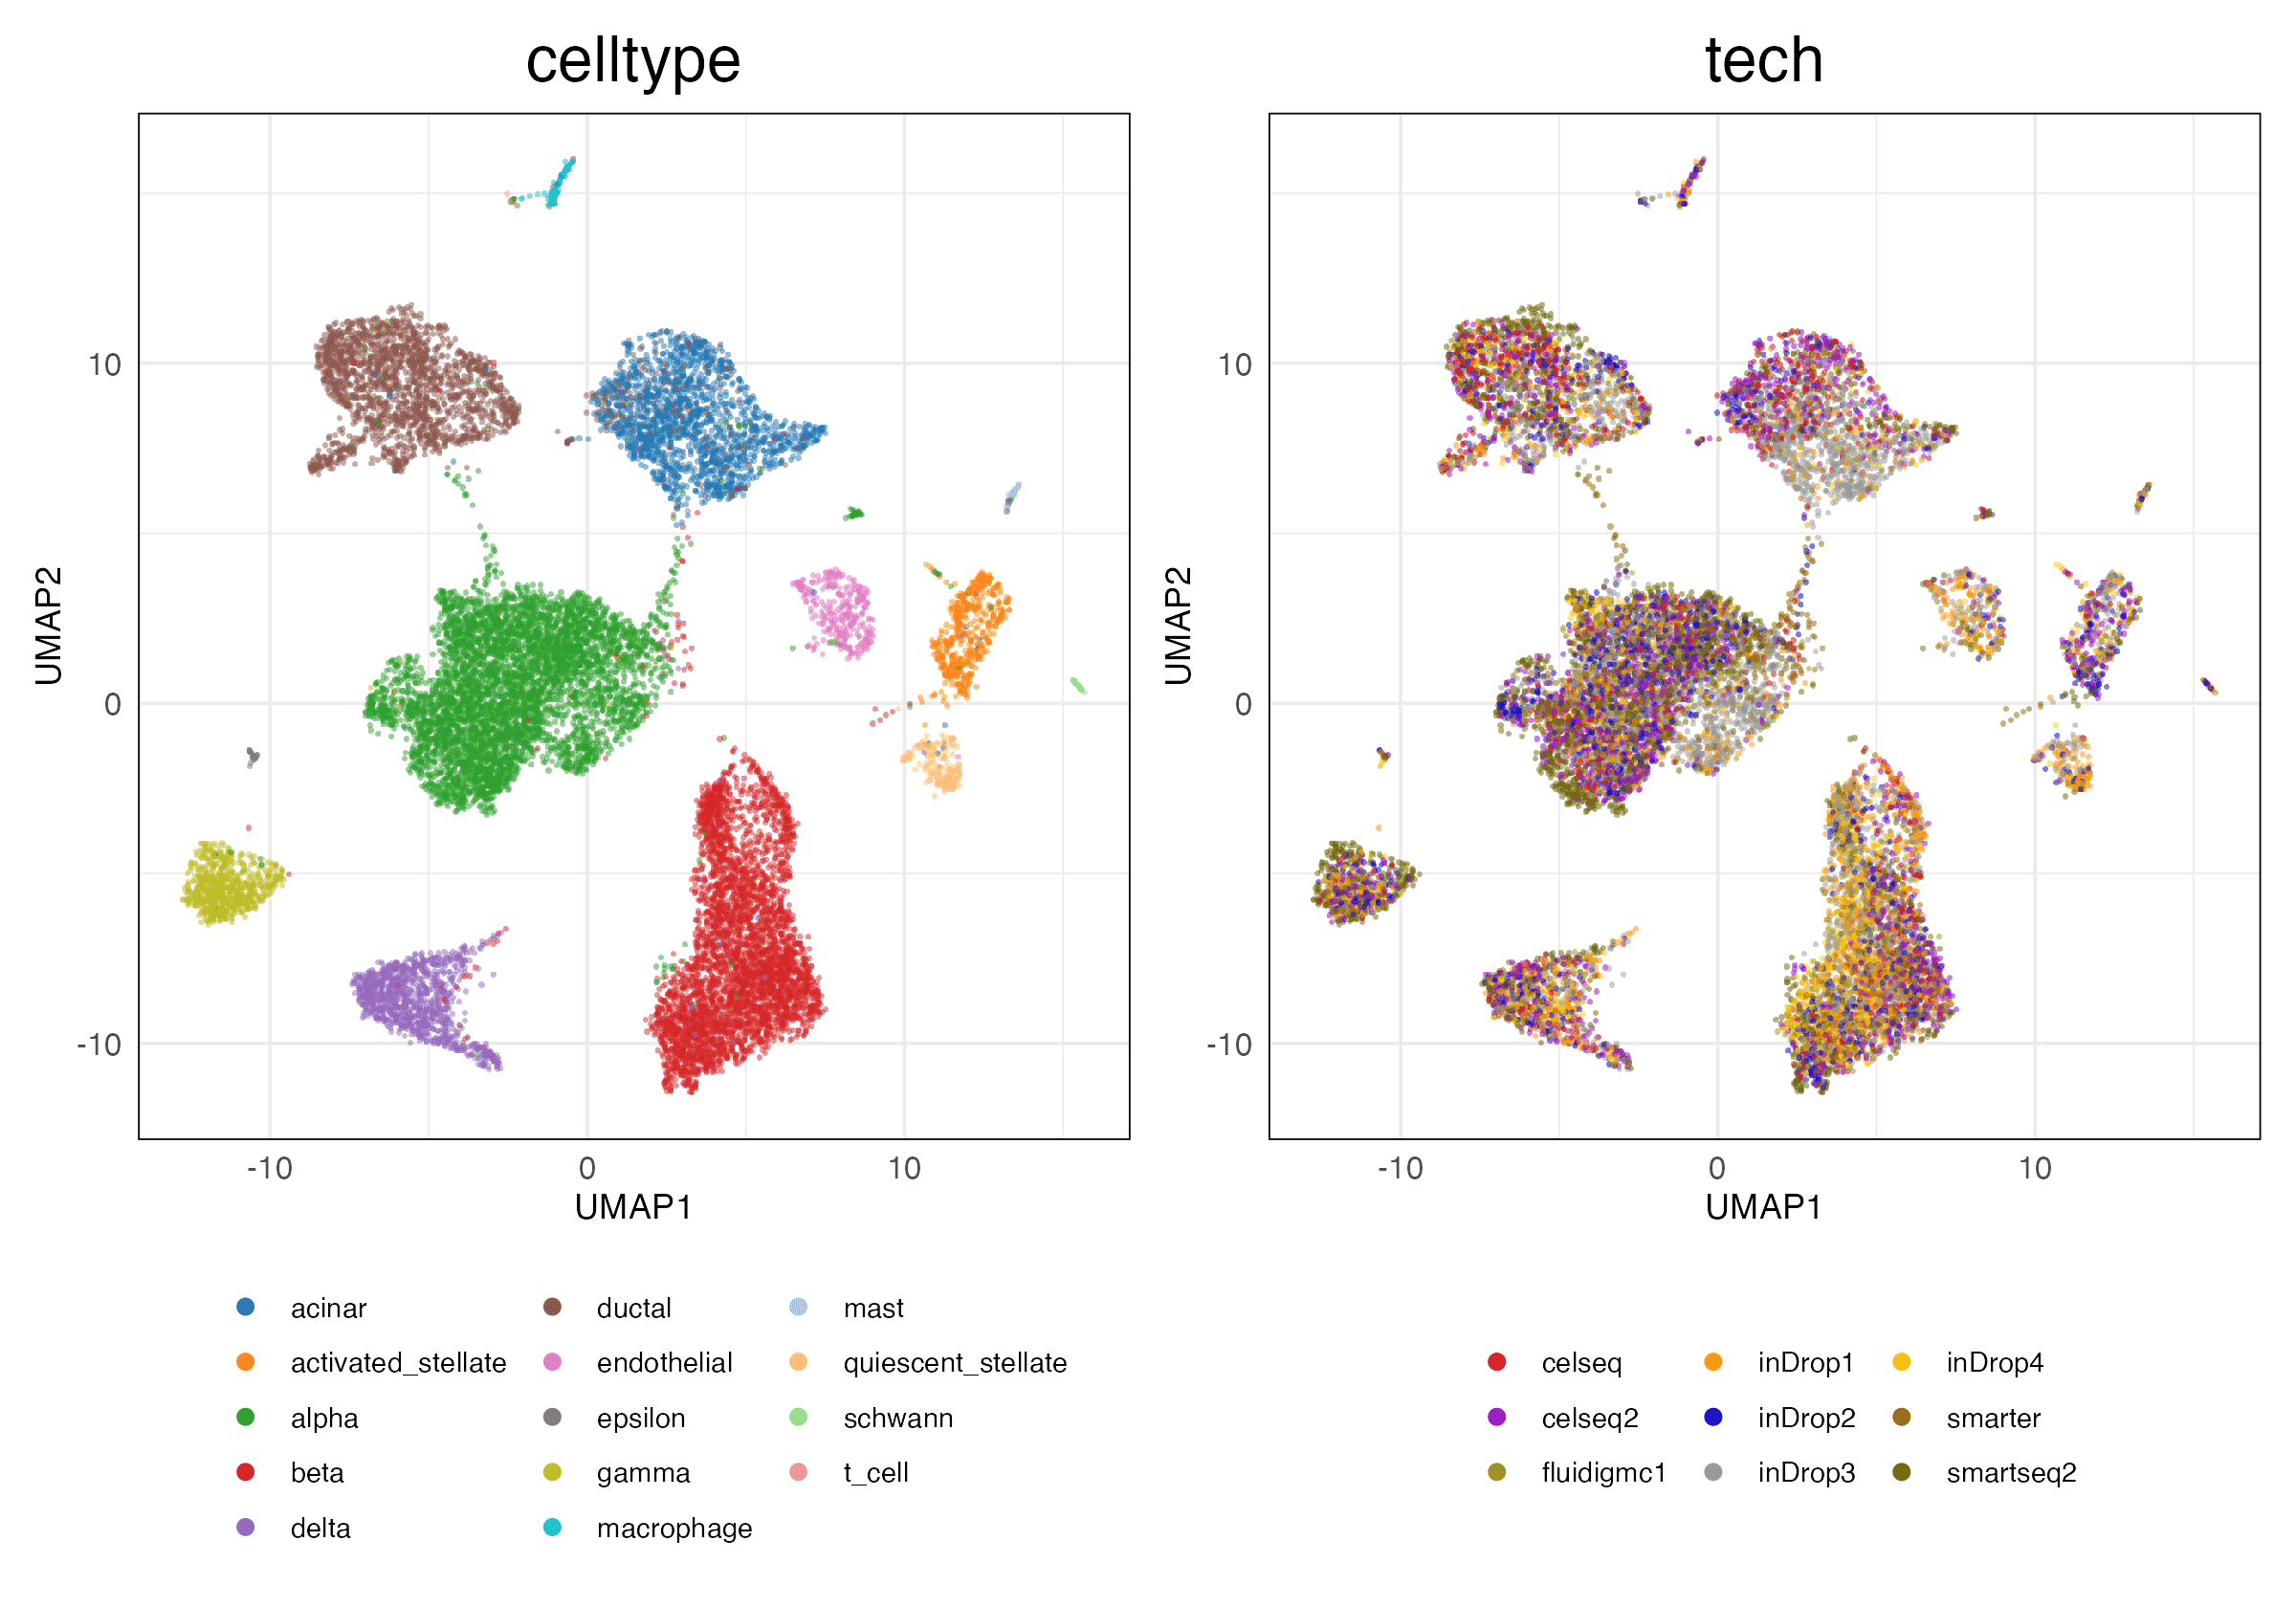 celltype
tech
UMAP2
10
0
-10
-10
0
10
UMAP1
UMAP2
10
0
-10
-10
0
10
UMAP1
acinar
activated_stellate
alpha
beta
delta
ductal
endothelial
epsilon
gamma
macrophage
mast
quiescent_stellate
schwann
t_cell
celseq
celseq2
fluidigmc1
inDrop1
inDrop2
inDrop3
inDrop4
smarter
smartseq2